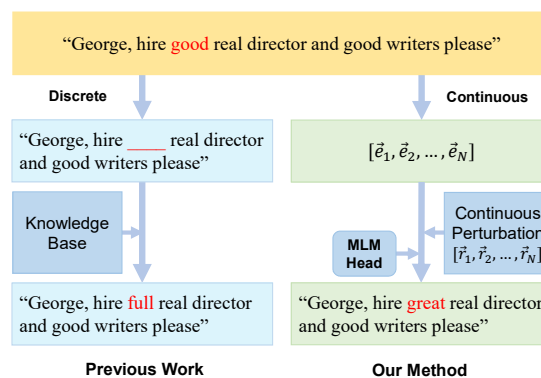 “George, hire good real director and good writers please”
Discrete
Continuous
“George, hire ____ real director
and good writers please”
[e⃗₁, e⃗₂, … , e⃗_N]
Knowledge
Base
Continuous
Perturbation
[r⃗₁, r⃗₂, … , r⃗_N]
MLM
Head
“George, hire full real director
and good writers please”
“George, hire great real director
and good writers please”
Previous Work
Our Method